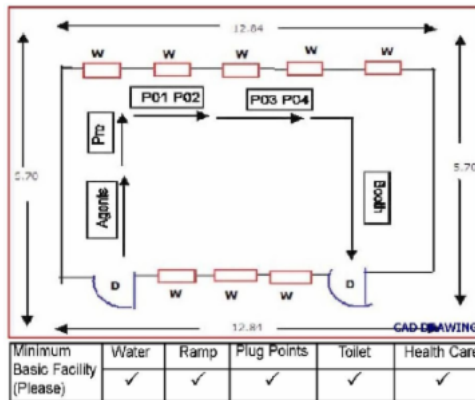 12.84
W W W W W
P01 P02
P03 P04
Pro
5.70
5.70
Agents
Booth
D
D
W W W
12.84
CAD DRAWING
Minimum Basic Facility (Please) Water Ramp Plug Points Toilet Health Care
✓ ✓ ✓ ✓ ✓